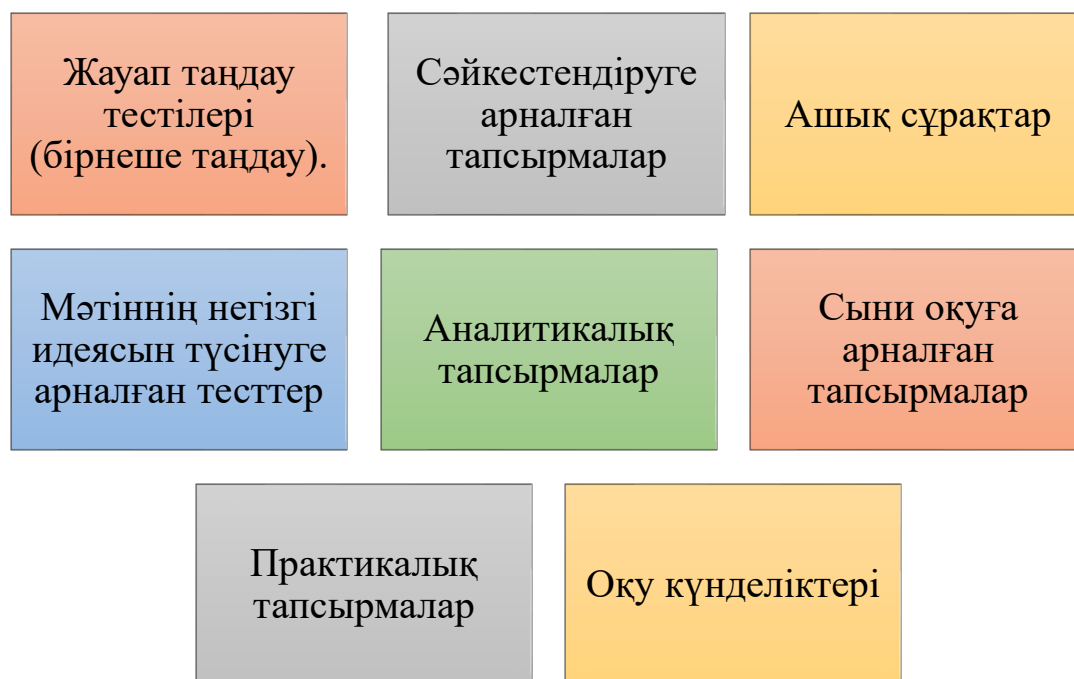 Жауап таңдау
тестілері
(бірнеше таңдау).
Сәйкестендіруге
арналған
тапсырмалар
Ашық сұрақтар
Мәтіннің негізгі
идеясын түсінуге
арналған тесттер
Аналитикалық
тапсырмалар
Сыни оқуға
арналған
тапсырмалар
Практикалық
тапсырмалар
Оқу күнделіктері